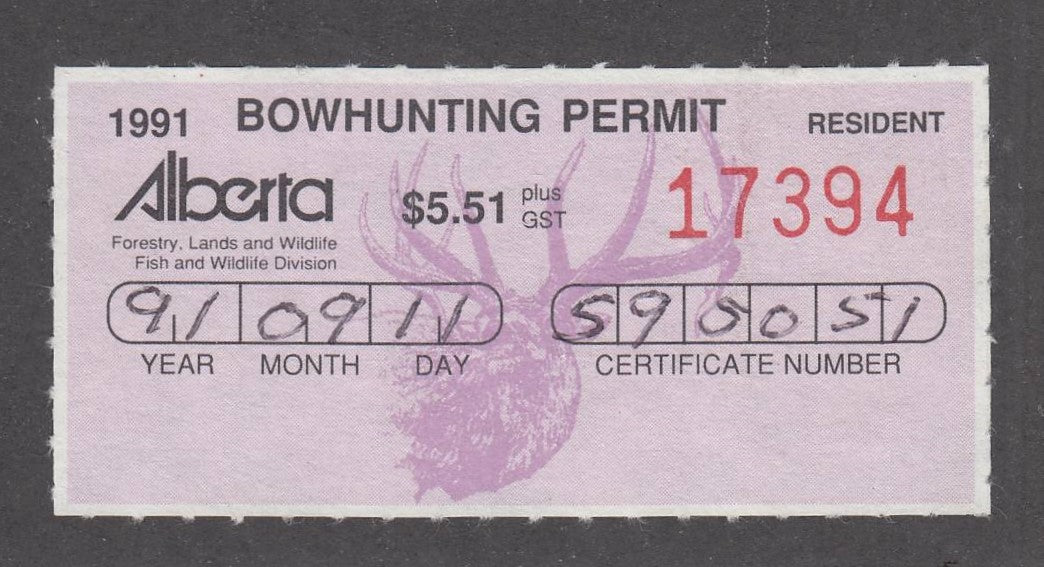 1991 BOWHUNTING PERMIT RESIDENT
Alberta
$5.51 plus GST
17394
Forestry, Lands and Wildlife
Fish and Wildlife Division
91 09 11
590051
YEAR MONTH DAY
CERTIFICATE NUMBER